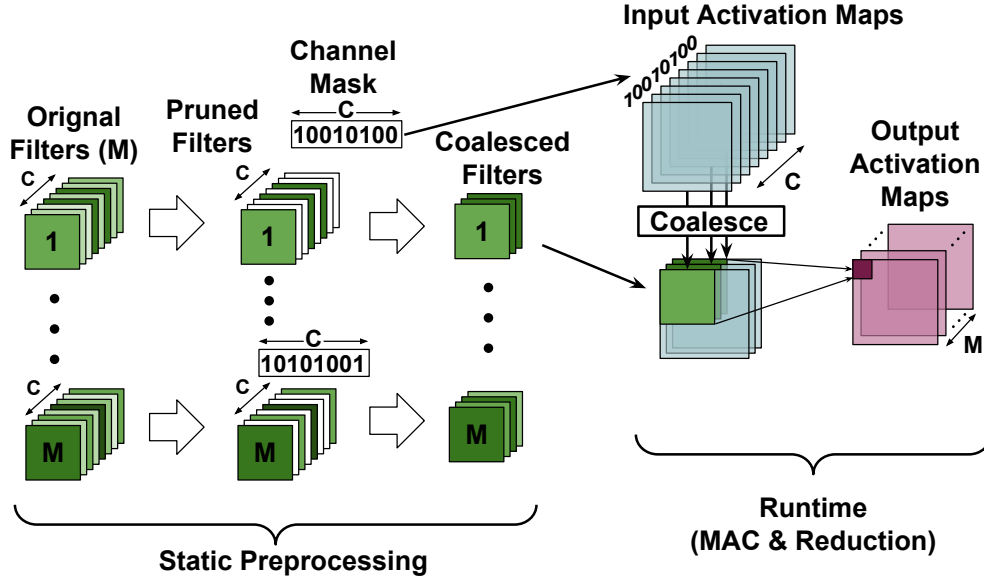 Input Activation Maps
Channel
Mask
C
10010100
10010100
Orignal
Filters (M)
Pruned
Filters
Coalesced
Filters
Output
Activation
Maps
C
C
C
1
1
1
Coalesce
M
C
10101001
C
C
M
M
M
Static Preprocessing
Runtime
(MAC & Reduction)